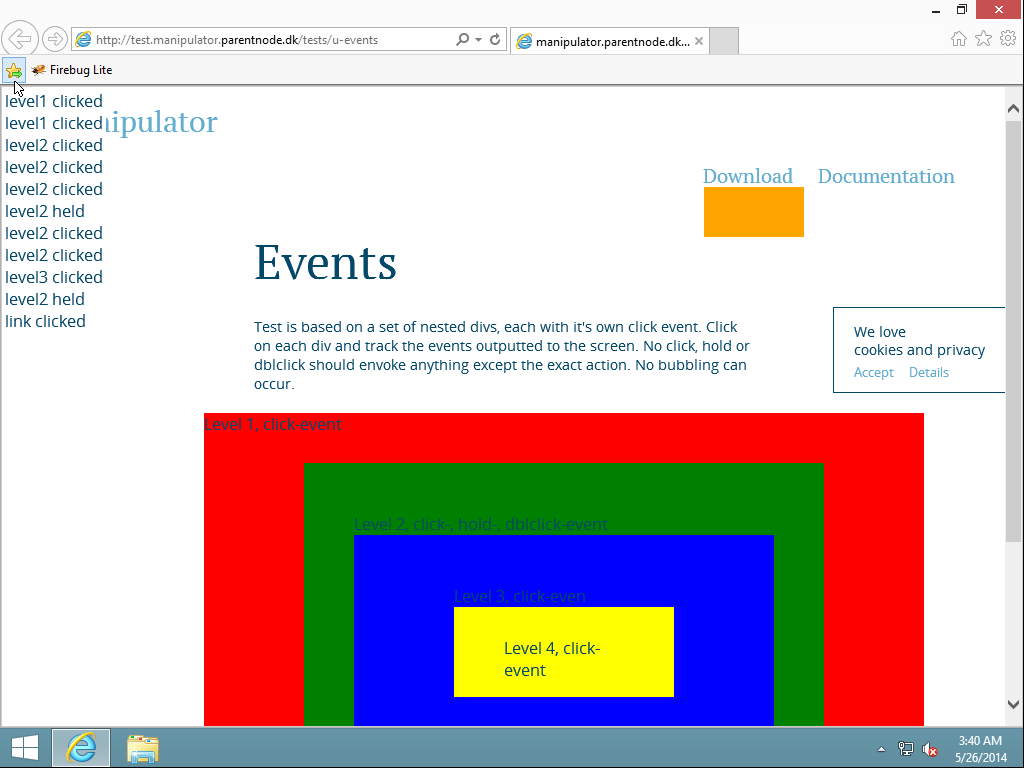 http://test.manipulator.parentnode.dk/tests/u-events
manipulator.parentnode.dk...
Firebug Lite
level1 clicked
level1 clicked
level2 clicked
level2 clicked
level2 clicked
level2 held
level2 clicked
level2 clicked
level3 clicked
level2 held
link clicked
ipulator
Download
Documentation
Events
Test is based on a set of nested divs, each with it's own click event. Click
on each div and track the events outputted to the screen. No click, hold or
dblclick should envoke anything except the exact action. No bubbling can
occur.
We love
cookies and privacy
Accept
Details
Level 1, click-event
Level 2, click-, hold-, dblclick-event
Level 3, click-even
Level 4, click-
event
3:40 AM
5/26/2014